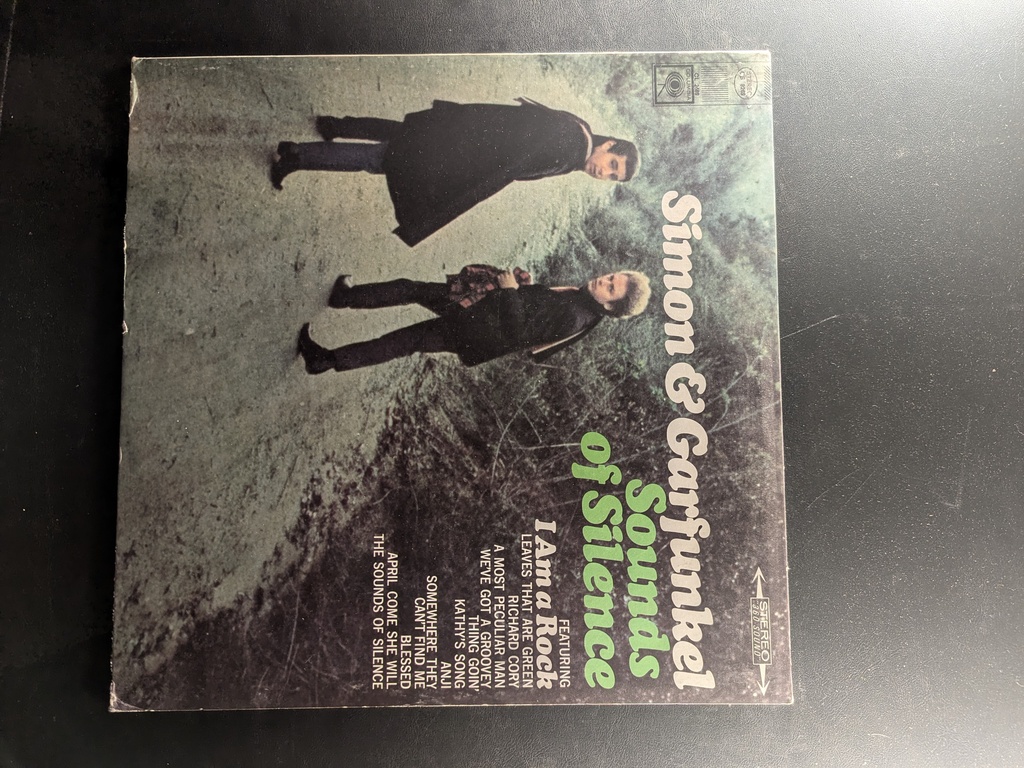 STEREO
360 SOUND
Simon & Garfunkel
Sounds
of Silence
FEATURING
I Am a Rock
LEAVES THAT ARE GREEN
RICHARD CORY
A MOST PECULIAR MAN
WE'VE GOT A GROOVEY
THING GOIN'
KATHY'S SONG
ANJI
SOMEWHERE THEY
CAN'T FIND ME
BLESSED
APRIL COME SHE WILL
THE SOUNDS OF SILENCE